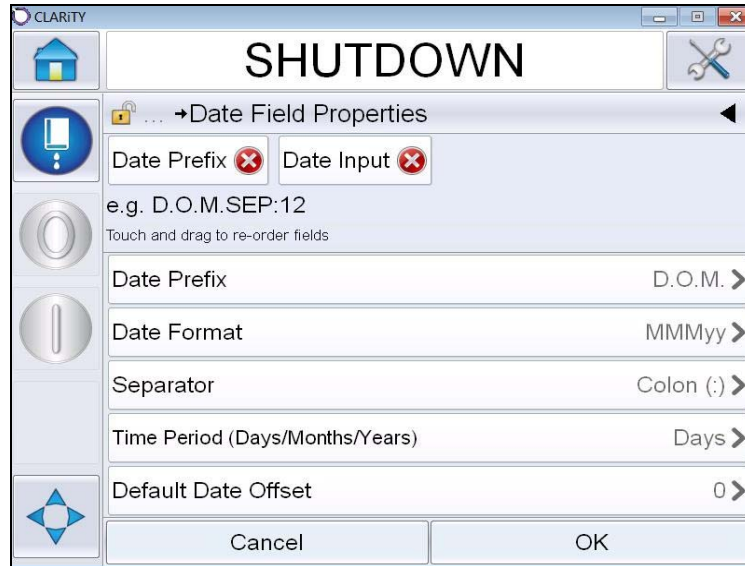 CLARiTY
SHUTDOWN
... →Date Field Properties
Date Prefix Date Input
e.g. D.O.M.SEP:12
Touch and drag to re-order fields
Date Prefix D.O.M.
Date Format MMMyy
Separator Colon (:)
Time Period (Days/Months/Years) Days
Default Date Offset 0
Cancel OK